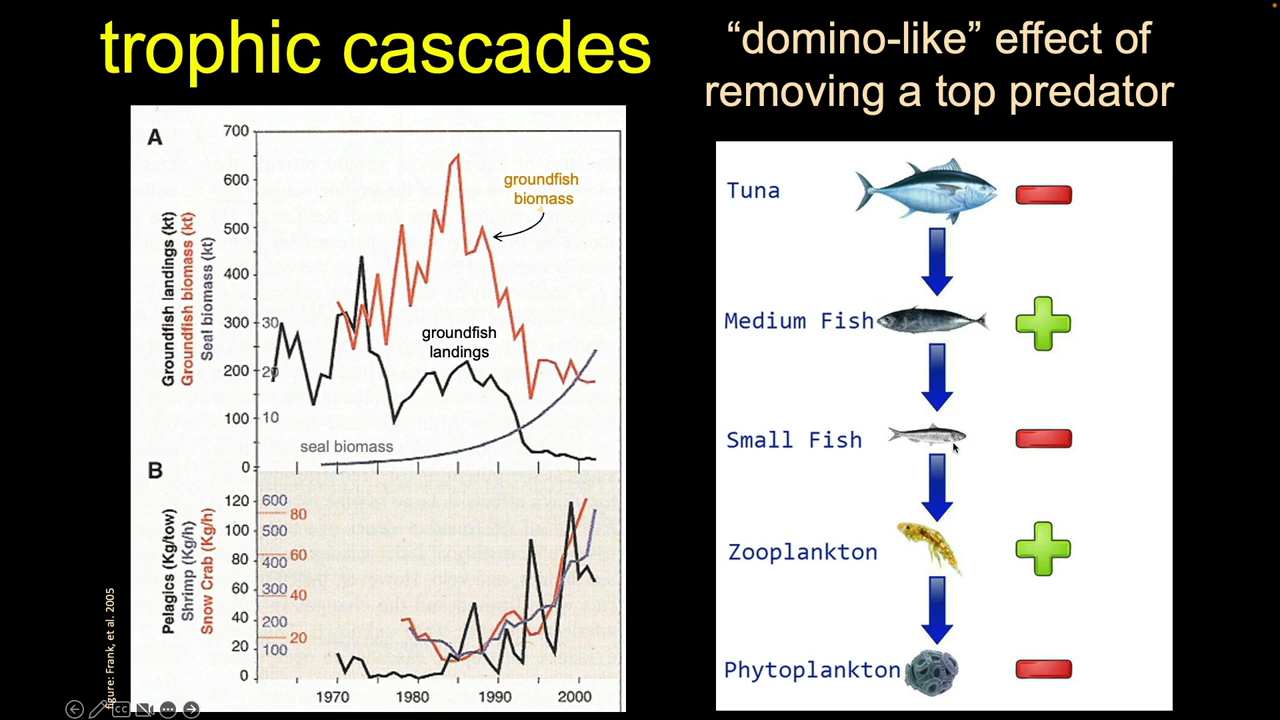 trophic cascades
“domino-like” effect of
removing a top predator
A
700
600
500
400
300
200
100
0
30
20
10
Groundfish landings (kt)
Groundfish biomass (kt)
Seal biomass (kt)
groundfish
biomass
groundfish
landings
seal biomass
B
120
100
80
60
40
20
0
600
500
400
300
200
100
80
60
40
20
Pelagics (Kg/tow)
Shrimp (Kg/h)
Snow Crab (Kg/h)
1970
1980
1990
2000
figure: Frank, et al. 2005
Tuna
Medium Fish
Small Fish
Zooplankton
Phytoplankton
CC